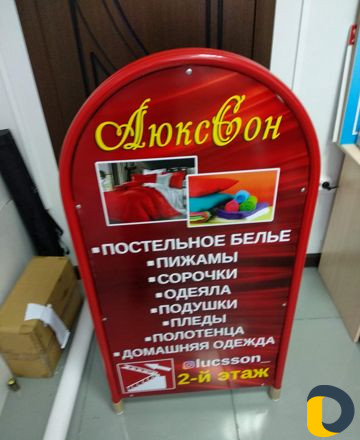 ЛюксСон
▪ПОСТЕЛЬНОЕ БЕЛЬЕ
▪ПИЖАМЫ
▪СОРОЧКИ
▪ОДЕЯЛА
▪ПОДУШКИ
▪ПЛЕДЫ
▪ПОЛОТЕНЦА
▪ДОМАШНЯЯ ОДЕЖДА
lucsson_
2-й этаж